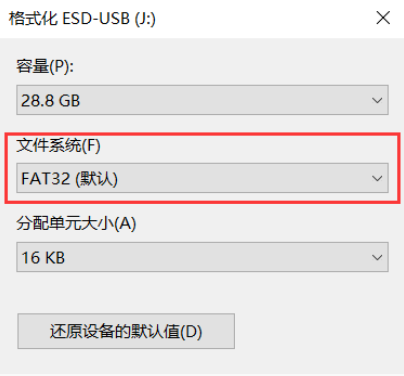 格式化 ESD-USB (J:)
容量(P):
28.8 GB
文件系统(F)
FAT32 (默认)
分配单元大小(A)
16 KB
还原设备的默认值(D)